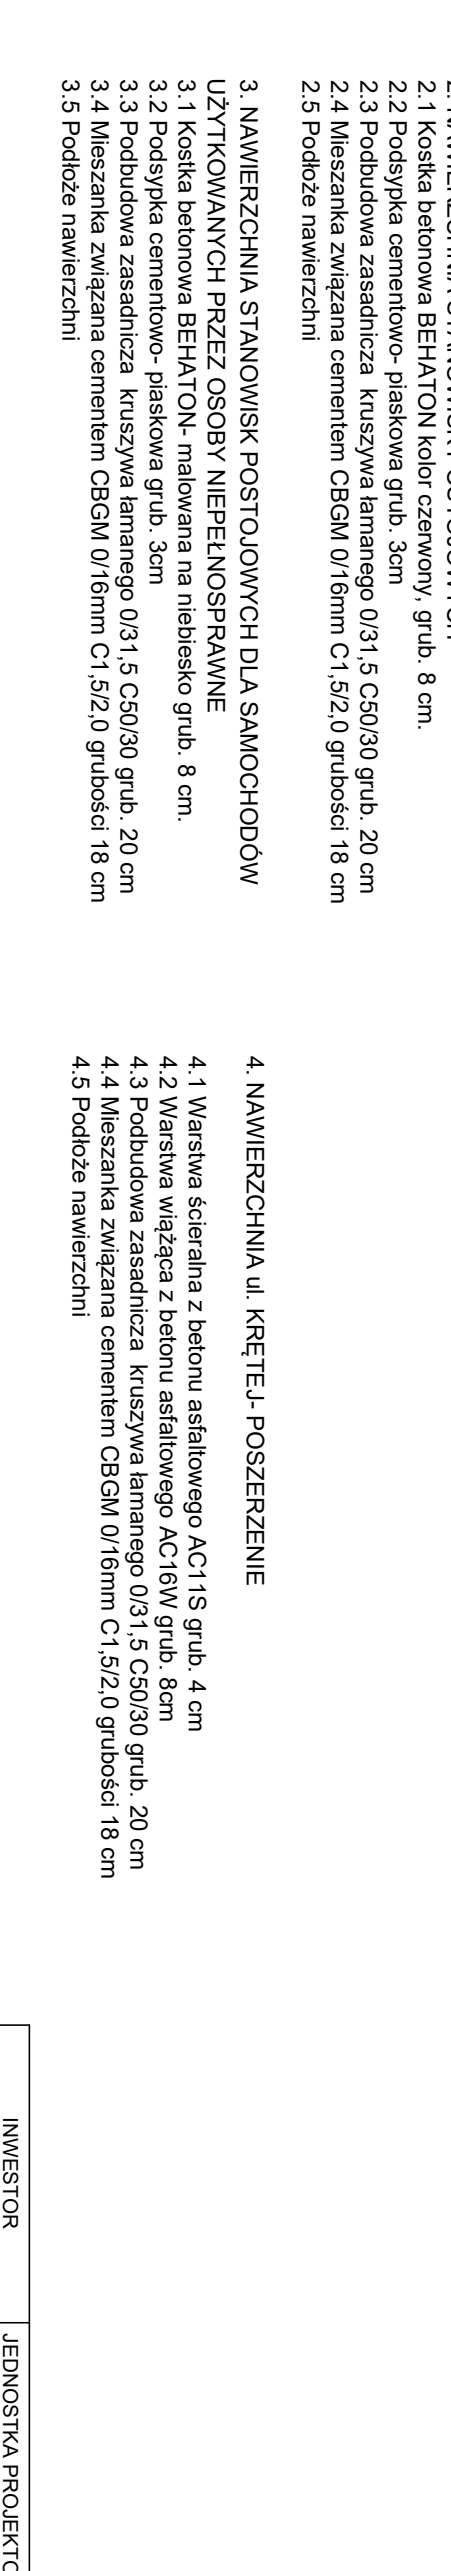 2. NAWIERZCHNIA STANOWISK POSTOJOWYCH
2.1 Kostka betonowa BEHATON kolor czerwony, grub. 8 cm.
2.2 Podsypka cementowo- piaskowa grub. 3cm
2.3 Podbudowa zasadnicza  kruszywa łamanego 0/31,5 C50/30 grub. 20 cm
2.4 Mieszanka związana cementem CBGM 0/16mm C1,5/2,0 grubości 18 cm
2.5 Podłoże nawierzchni
3. NAWIERZCHNIA STANOWISK POSTOJOWYCH DLA SAMOCHODÓW
UŻYTKOWANYCH PRZEZ OSOBY NIEPEŁNOSPRAWNE
3.1 Kostka betonowa BEHATON- malowana na niebiesko grub. 8 cm.
3.2 Podsypka cementowo- piaskowa grub. 3cm
3.3 Podbudowa zasadnicza  kruszywa łamanego 0/31,5 C50/30 grub. 20 cm
3.4 Mieszanka związana cementem CBGM 0/16mm C1,5/2,0 grubości 18 cm
3.5 Podłoże nawierzchni
4. NAWIERZCHNIA ul. KRĘTEJ- POSZERZENIE
4.1 Warstwa ścieralna z betonu asfaltowego AC11S grub. 4 cm
4.2 Warstwa wiążąca z betonu asfaltowego AC16W grub. 8cm
4.3 Podbudowa zasadnicza  kruszywa łamanego 0/31,5 C50/30 grub. 20 cm
4.4 Mieszanka związana cementem CBGM 0/16mm C1,5/2,0 grubości 18 cm
4.5 Podłoże nawierzchni
INWESTOR
JEDNOSTKA PROJEKTO